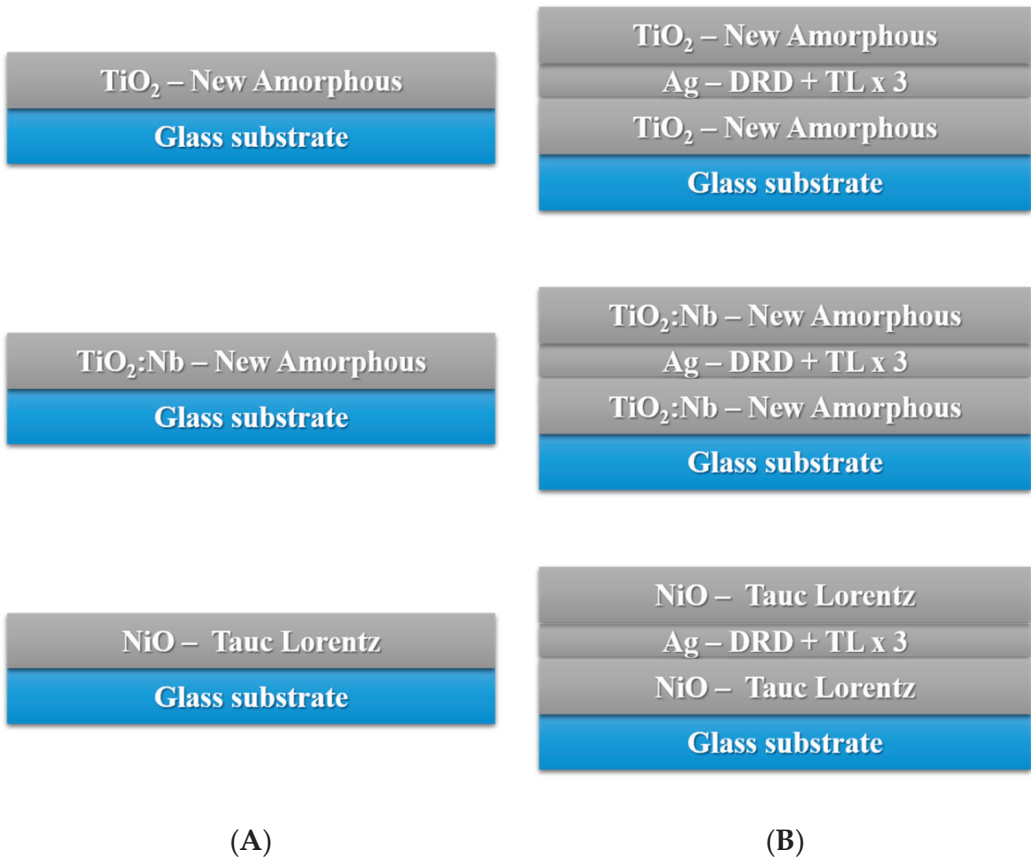 TiO₂ – New Amorphous
Glass substrate
TiO₂:Nb – New Amorphous
Glass substrate
NiO –  Tauc Lorentz
Glass substrate
(A)
TiO₂ – New Amorphous
Ag – DRD + TL x 3
TiO₂ – New Amorphous
Glass substrate
TiO₂:Nb – New Amorphous
Ag – DRD + TL x 3
TiO₂:Nb – New Amorphous
Glass substrate
NiO –  Tauc Lorentz
Ag – DRD + TL x 3
NiO –  Tauc Lorentz
Glass substrate
(B)